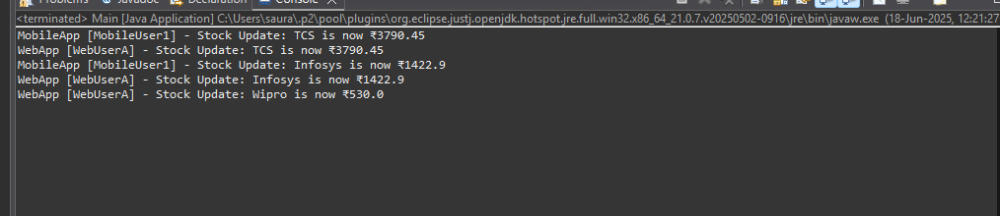 Problems @ Javadoc Declaration Console
<terminated> Main [Java Application] C:\Users\saura\.p2\pool\plugins\org.eclipse.justj.openjdk.hotspot.jre.full.win32.x86_64_21.0.7.v20250502-0916\jre\bin\javaw.exe (18-Jun-2025, 12:21:27
MobileApp [MobileUser1] - Stock Update: TCS is now ₹3790.45
WebApp [WebUserA] - Stock Update: TCS is now ₹3790.45
MobileApp [MobileUser1] - Stock Update: Infosys is now ₹1422.9
WebApp [WebUserA] - Stock Update: Infosys is now ₹1422.9
WebApp [WebUserA] - Stock Update: Wipro is now ₹530.0